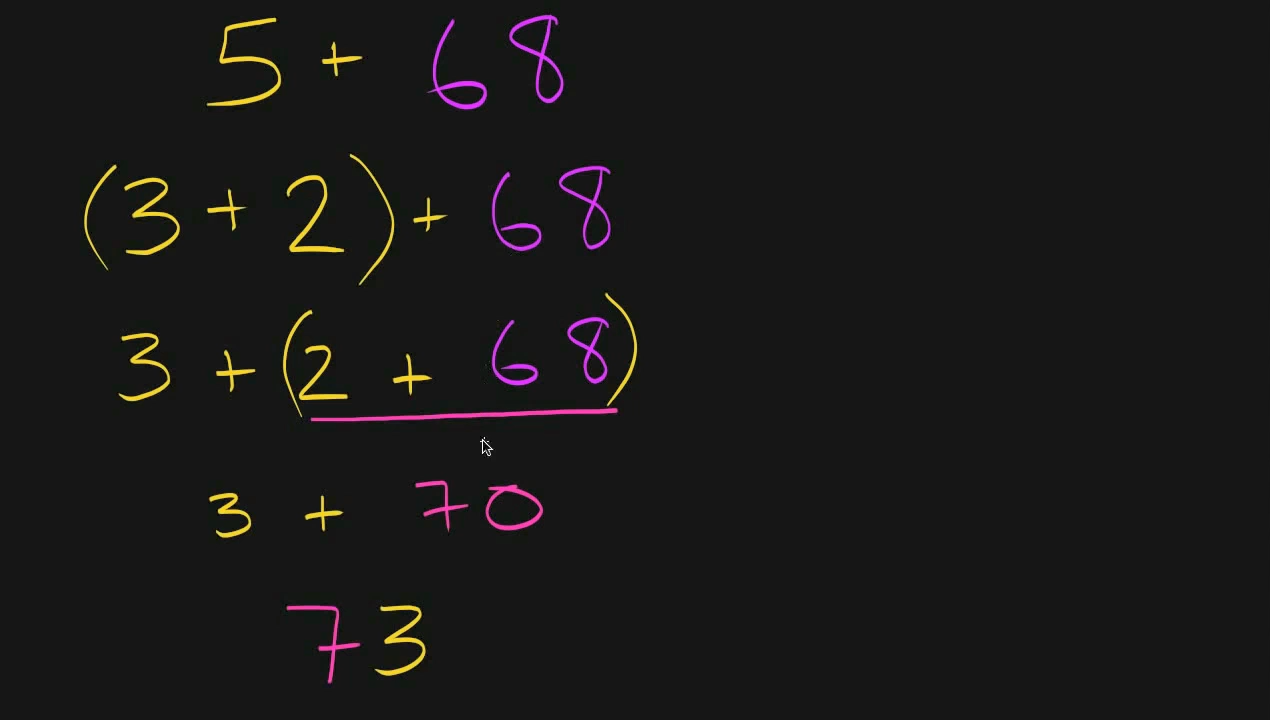 5 + 68
(3 + 2) + 68
3 + (2 + 68)
3 + 70
73